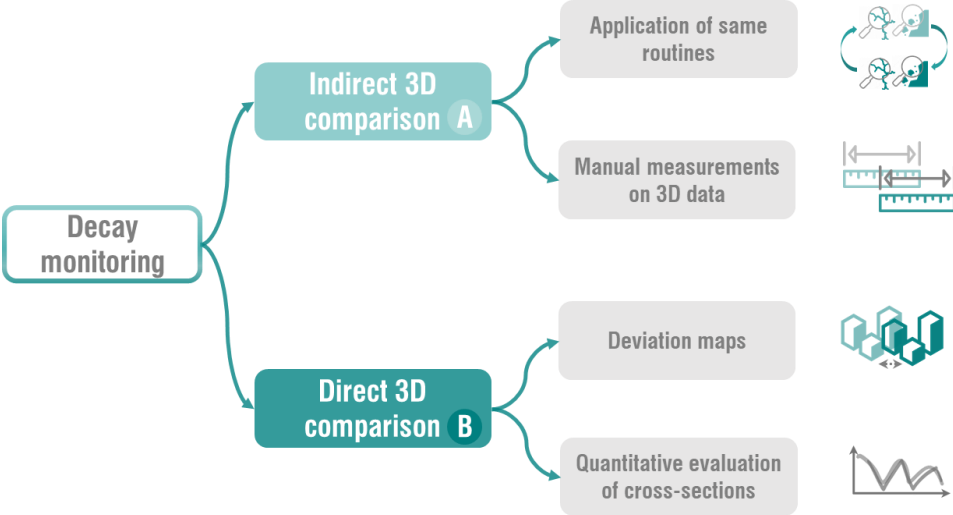 Decay
monitoring
Indirect 3D
comparison A
Direct 3D
comparison B
Application of same
routines
Manual measurements
on 3D data
Deviation maps
Quantitative evaluation
of cross-sections